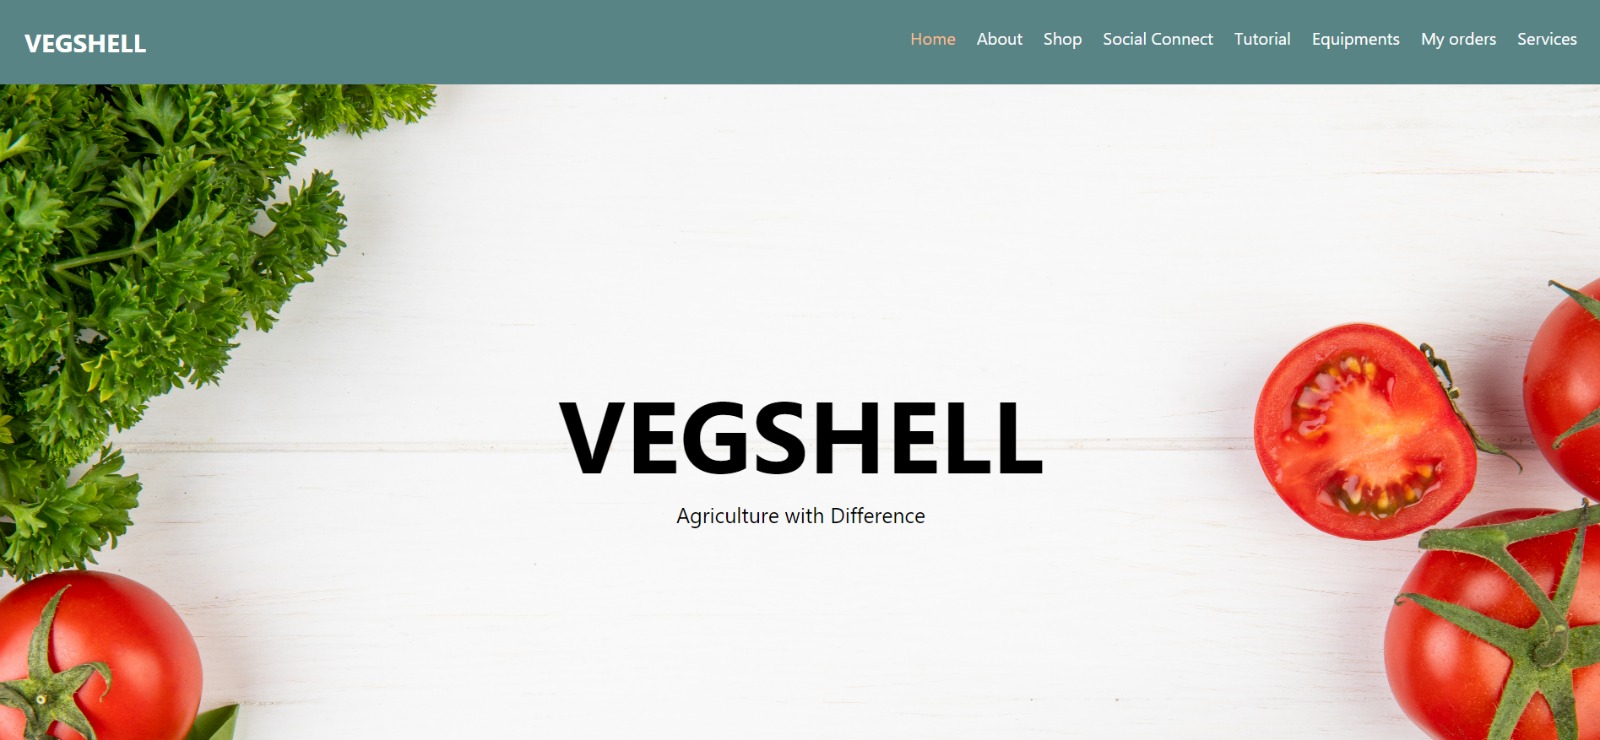 VEGSHELL
Home About Shop Social Connect Tutorial Equipments My orders Services
VEGSHELL
Agriculture with Difference